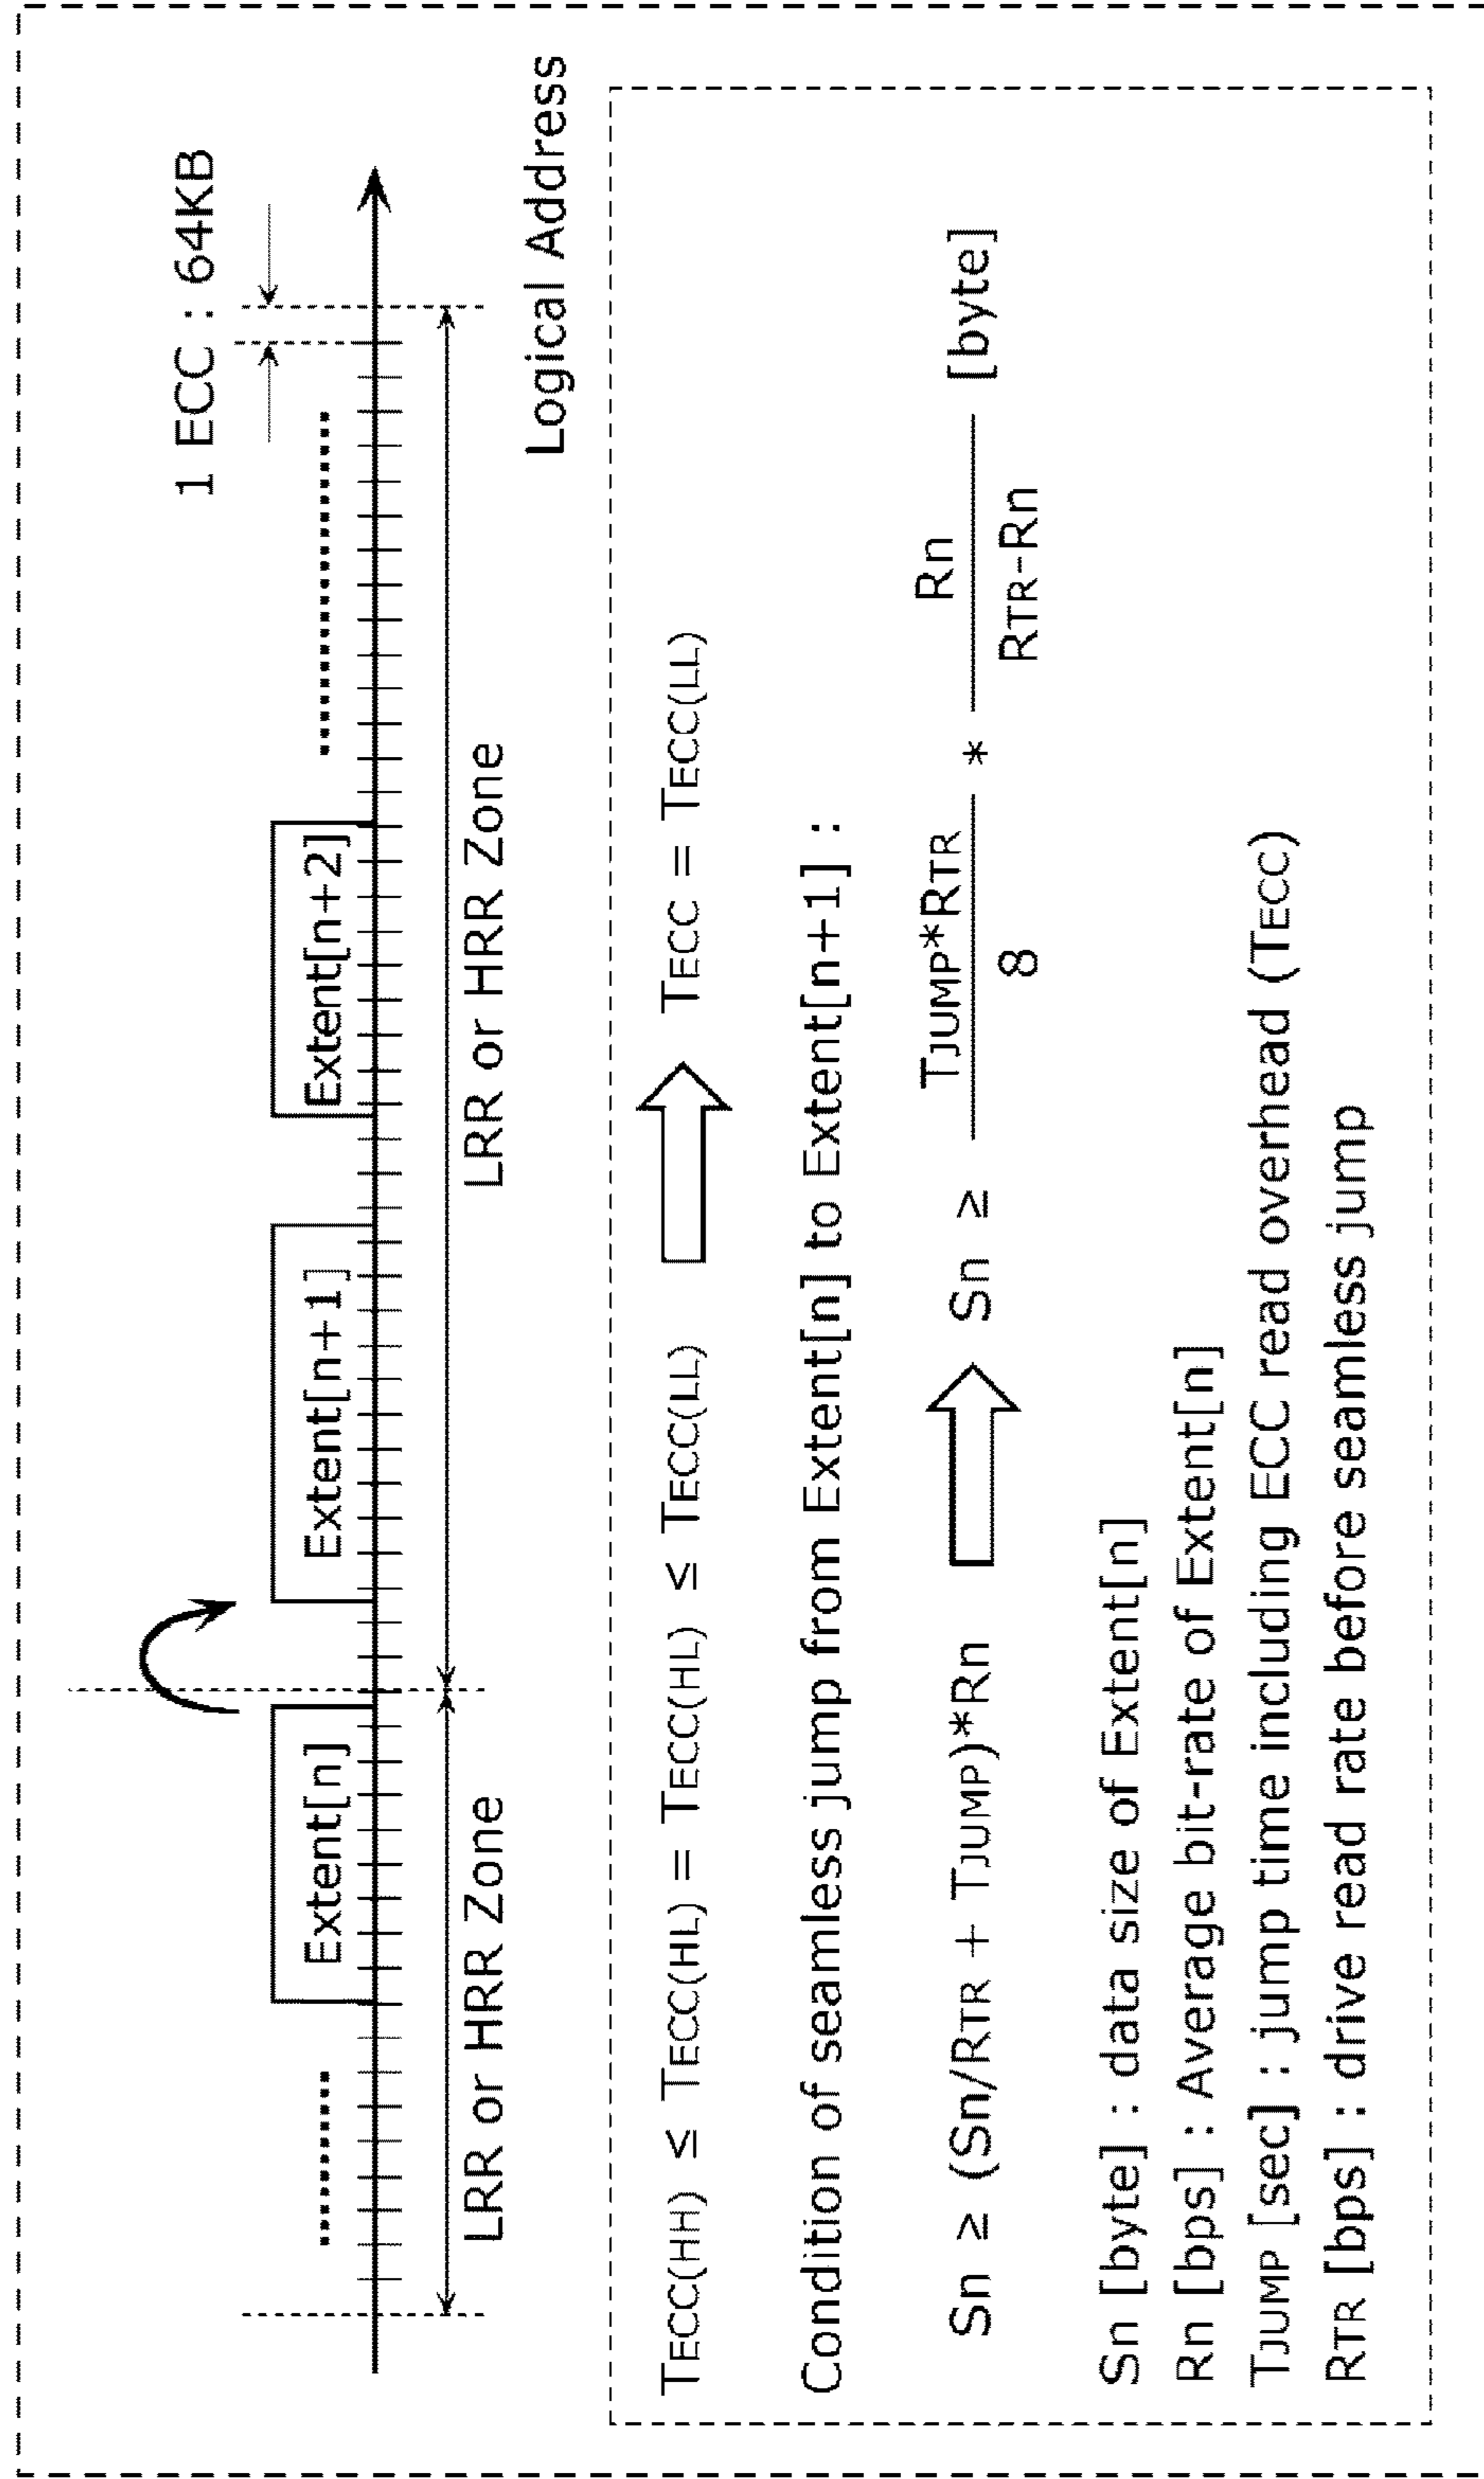 1 ECC : 64KB
Extent[n]
Extent[n+1]
Extent[n+2]
LRR or HRR Zone
LRR or HRR Zone
Logical Address
TECC(HH) ≤ TECC(HL) = TECC(HL) ≤ TECC(LL) TECC = TECC(LL)
Condition of seamless jump from Extent[n] to Extent[n+1] :
Sn ≥ (Sn/RTR + TJUMP)*Rn Sn ≥ TJUMP*RTR / 8 * Rn / RTR-Rn [byte]
Sn [byte] : data size of Extent[n]
Rn [bps] : Average bit-rate of Extent[n]
TJUMP [sec] : jump time including ECC read overhead (TECC)
RTR [bps] : drive read rate before seamless jump